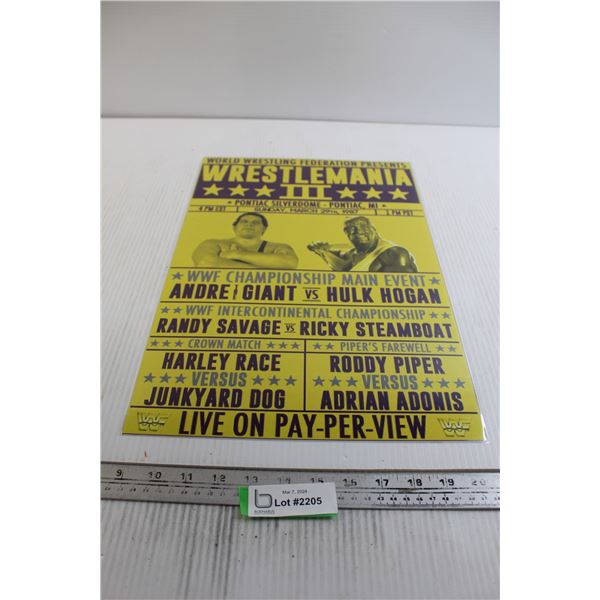 WORLD WRESTLING FEDERATION PRESENTS
WRESTLEMANIA
III
PONTIAC SILVERDOME - PONTIAC, MI
4 PM EST
SUNDAY, MARCH 29TH, 1987
1 PM PST
WWF CHAMPIONSHIP MAIN EVENT
ANDRE THE GIANT VS HULK HOGAN
WWF INTERCONTINENTAL CHAMPIONSHIP
RANDY SAVAGE VS RICKY STEAMBOAT
CROWN MATCH
HARLEY RACE
VERSUS
JUNKYARD DOG
PIPER'S FAREWELL
RODDY PIPER
VERSUS
ADRIAN ADONIS
LIVE ON PAY-PER-VIEW
9 10 11 12 13 14 15 16 17 18 19 20
Mar 7, 2024
Lot #2205